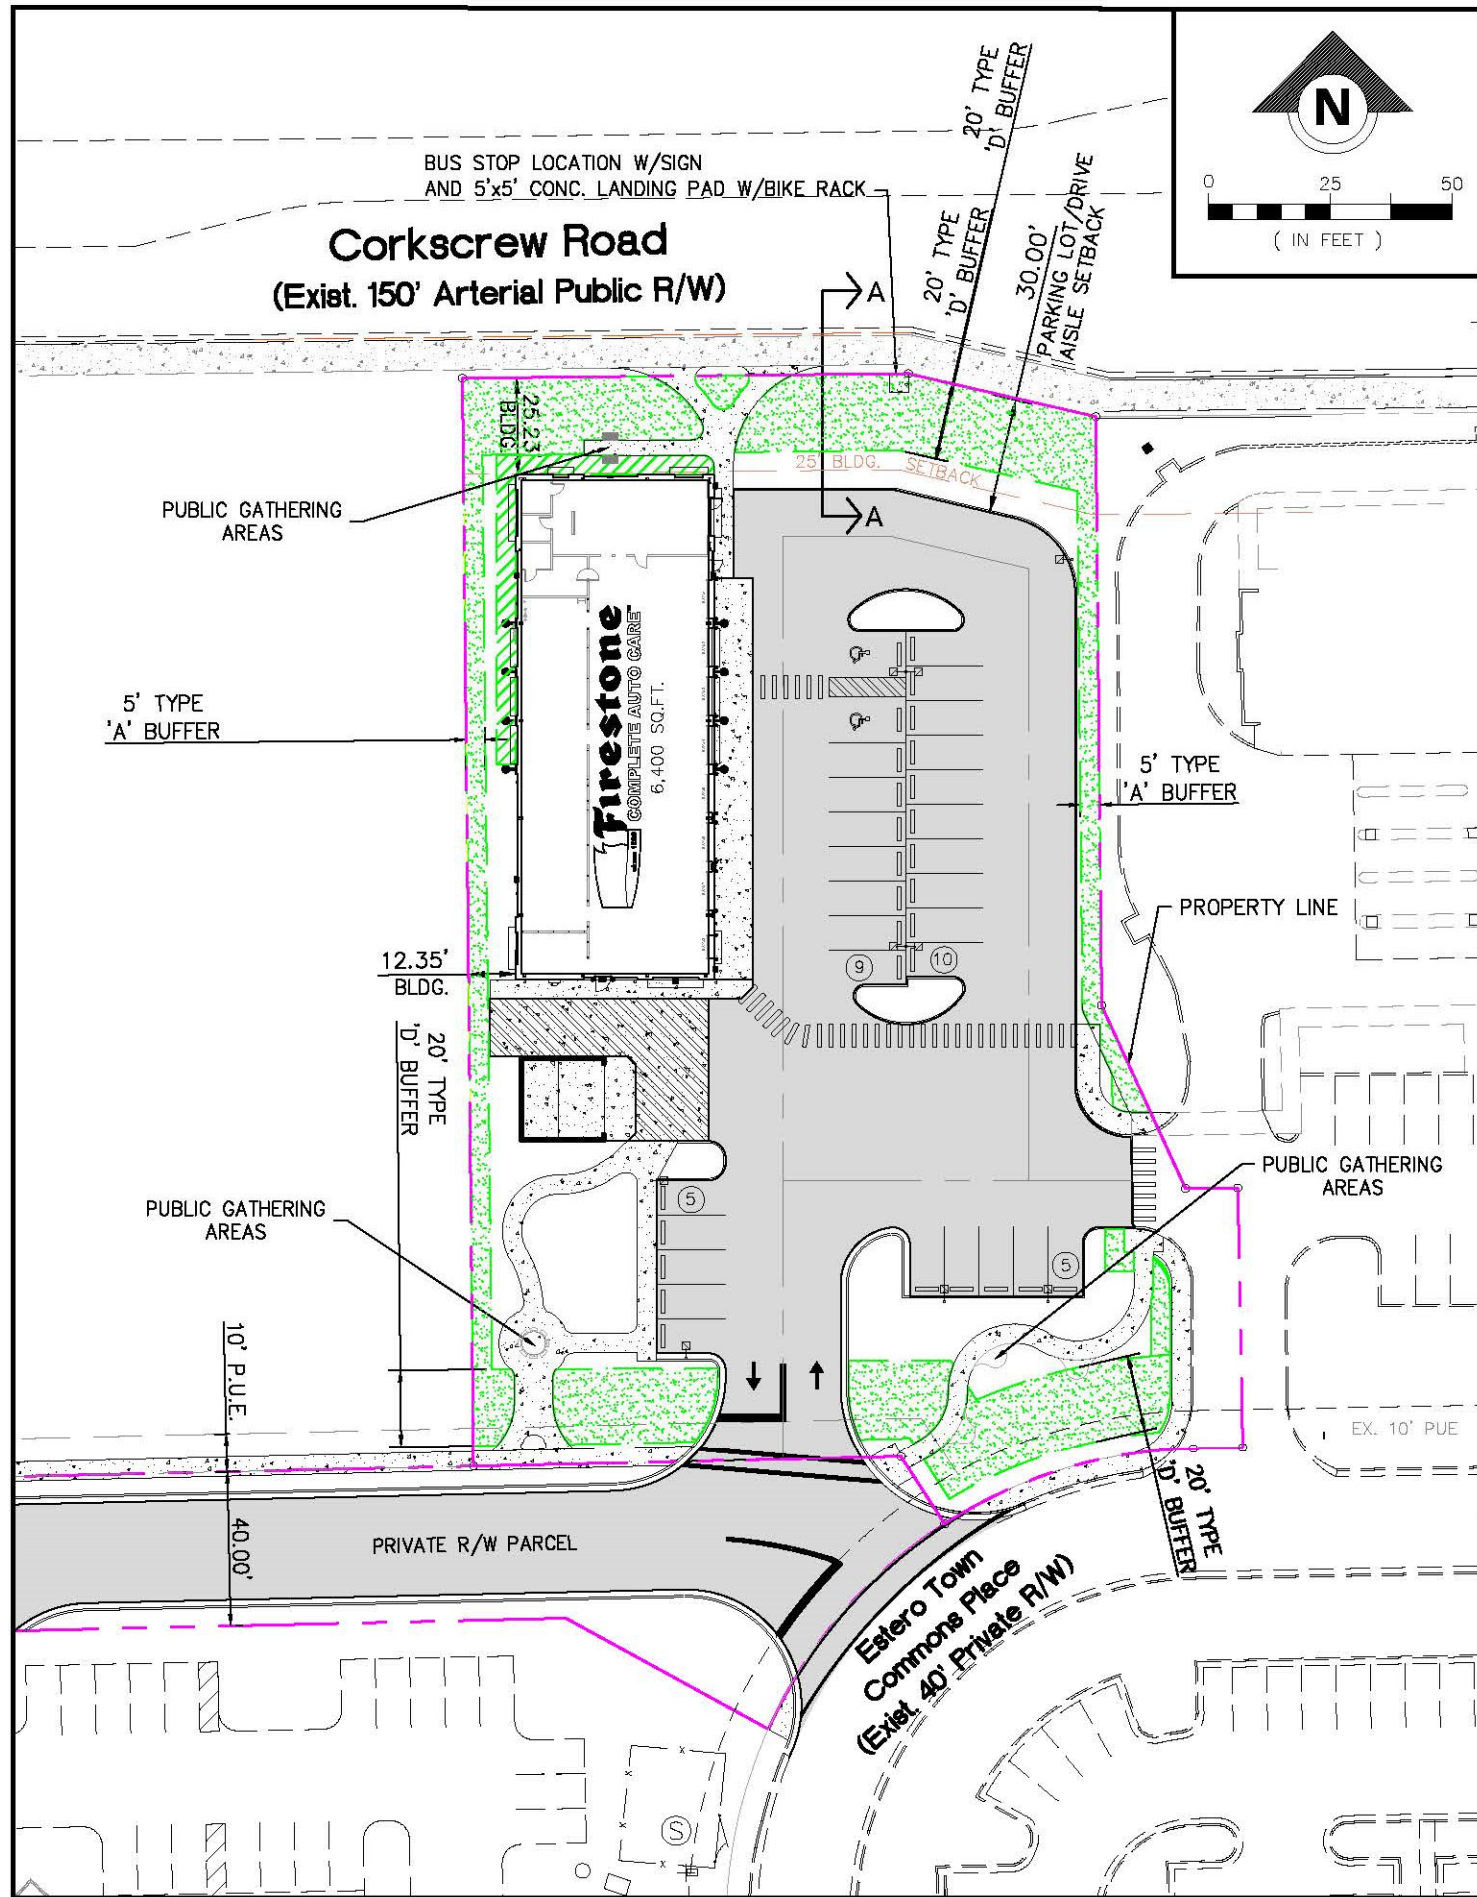 N
0 25 50
( IN FEET )
20' TYPE
'D' BUFFER
BUS STOP LOCATION W/SIGN
AND 5'x5' CONC. LANDING PAD W/BIKE RACK
Corkscrew Road
(Exist. 150' Arterial Public R/W)
20' TYPE
'D' BUFFER
30.00'
PARKING LOT/DRIVE
AISLE SETBACK
A
25.23
BLDG
25' BLDG. SETBACK
A
PUBLIC GATHERING
AREAS
Firestone
COMPLETE AUTO CARE
6,400 SQ.FT.
5' TYPE
'A' BUFFER
5' TYPE
'A' BUFFER
PROPERTY LINE
12.35'
BLDG.
9
10
20' TYPE
'D' BUFFER
PUBLIC GATHERING
AREAS
PUBLIC GATHERING
AREAS
5
5
10' P.U.E.
EX. 10' PUE
20' TYPE
'D' BUFFER
40.00'
PRIVATE R/W PARCEL
Estero Town
Commons Place
(Exist. 40' Private R/W)
S